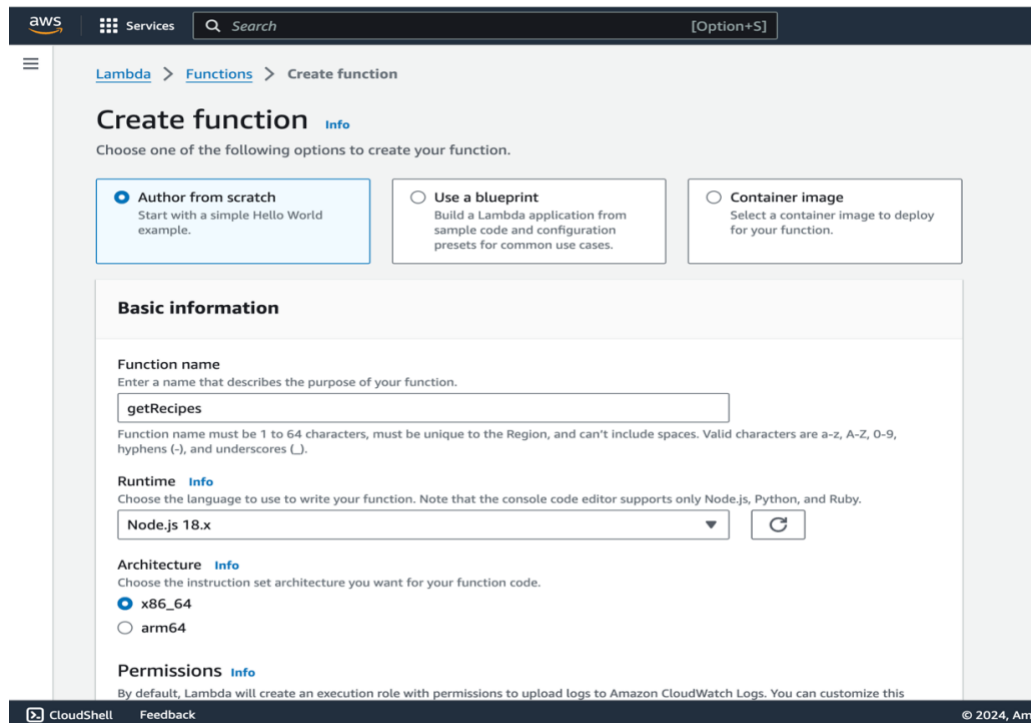 aws
Services
Search
[Option+S]
Lambda > Functions > Create function
Create function Info
Choose one of the following options to create your function.
Author from scratch
Start with a simple Hello World
example.
Use a blueprint
Build a Lambda application from
sample code and configuration
presets for common use cases.
Container image
Select a container image to deploy
for your function.
Basic information
Function name
Enter a name that describes the purpose of your function.
getRecipes
Function name must be 1 to 64 characters, must be unique to the Region, and can't include spaces. Valid characters are a-z, A-Z, 0-9,
hyphens (-), and underscores (_).
Runtime Info
Choose the language to use to write your function. Note that the console code editor supports only Node.js, Python, and Ruby.
Node.js 18.x
Architecture Info
Choose the instruction set architecture you want for your function code.
x86_64
arm64
Permissions Info
By default, Lambda will create an execution role with permissions to upload logs to Amazon CloudWatch Logs. You can customize this
CloudShell
Feedback
© 2024, Am